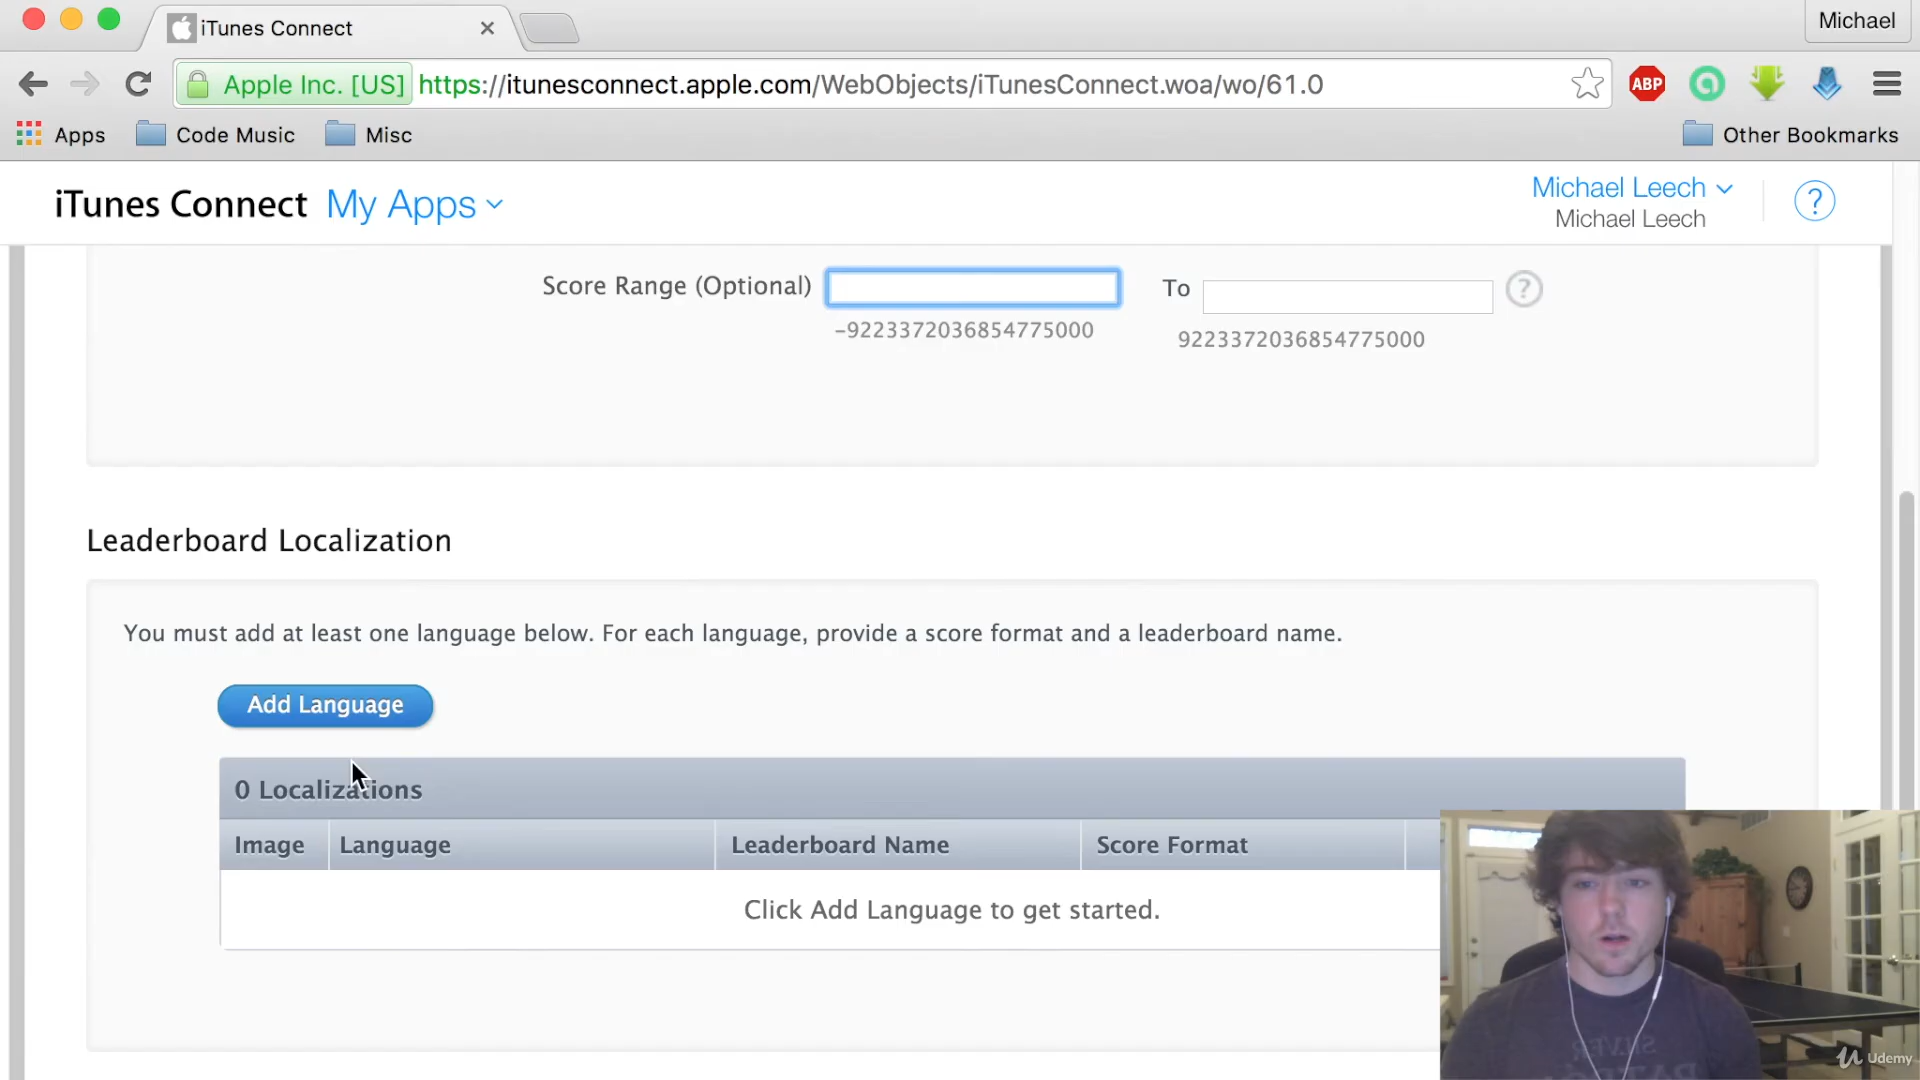 iTunes Connect
Michael
Apple Inc. [US] https://itunesconnect.apple.com/WebObjects/iTunesConnect.woa/wo/61.0
ABP
Apps Code Music Misc Other Bookmarks
iTunes Connect My Apps
Michael Leech
Michael Leech
?
Score Range (Optional) To ?
-9223372036854775000 9223372036854775000
Leaderboard Localization
You must add at least one language below. For each language, provide a score format and a leaderboard name.
Add Language
0 Localizations
Image Language Leaderboard Name Score Format
Click Add Language to get started.
Udemy